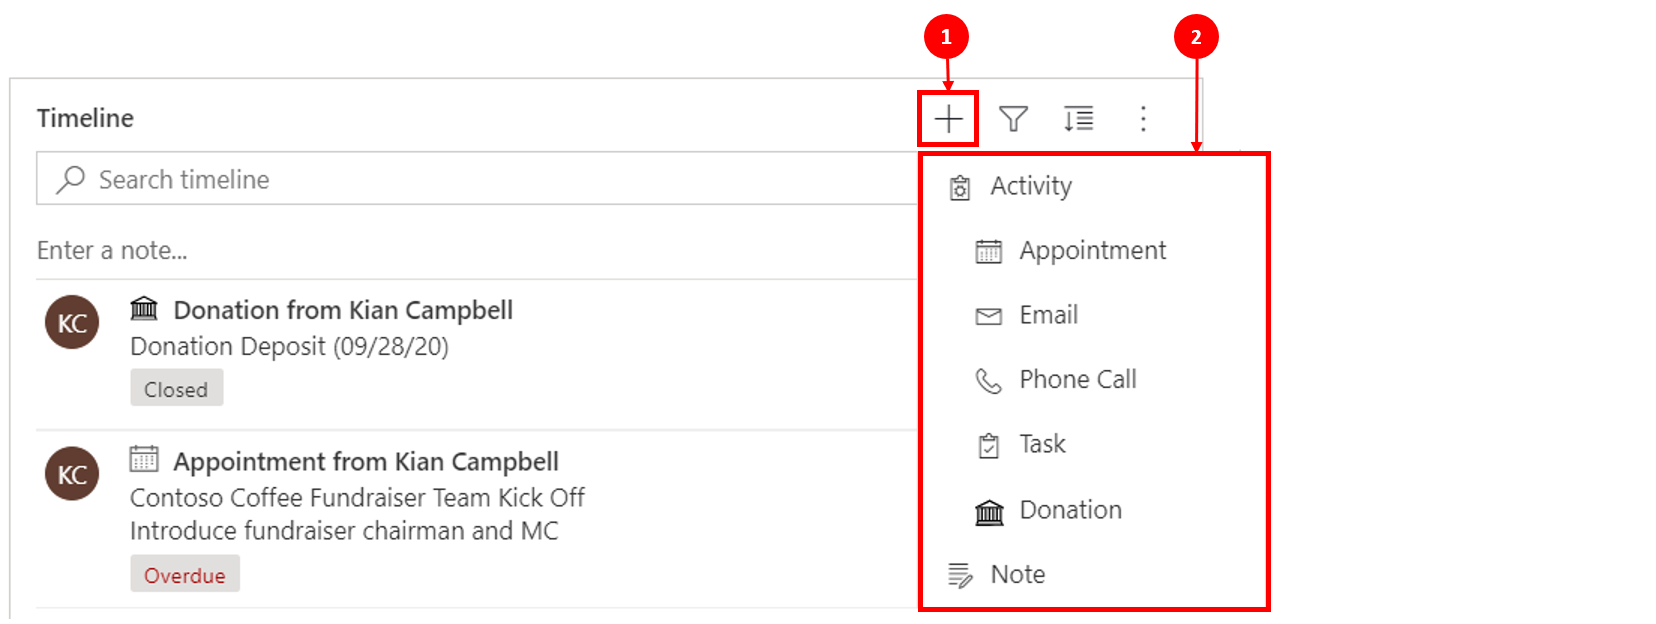 1
2
Timeline
Search timeline
Enter a note...
KC
Donation from Kian Campbell
Donation Deposit (09/28/20)
Closed
KC
Appointment from Kian Campbell
Contoso Coffee Fundraiser Team Kick Off
Introduce fundraiser chairman and MC
Overdue
Activity
Appointment
Email
Phone Call
Task
Donation
Note